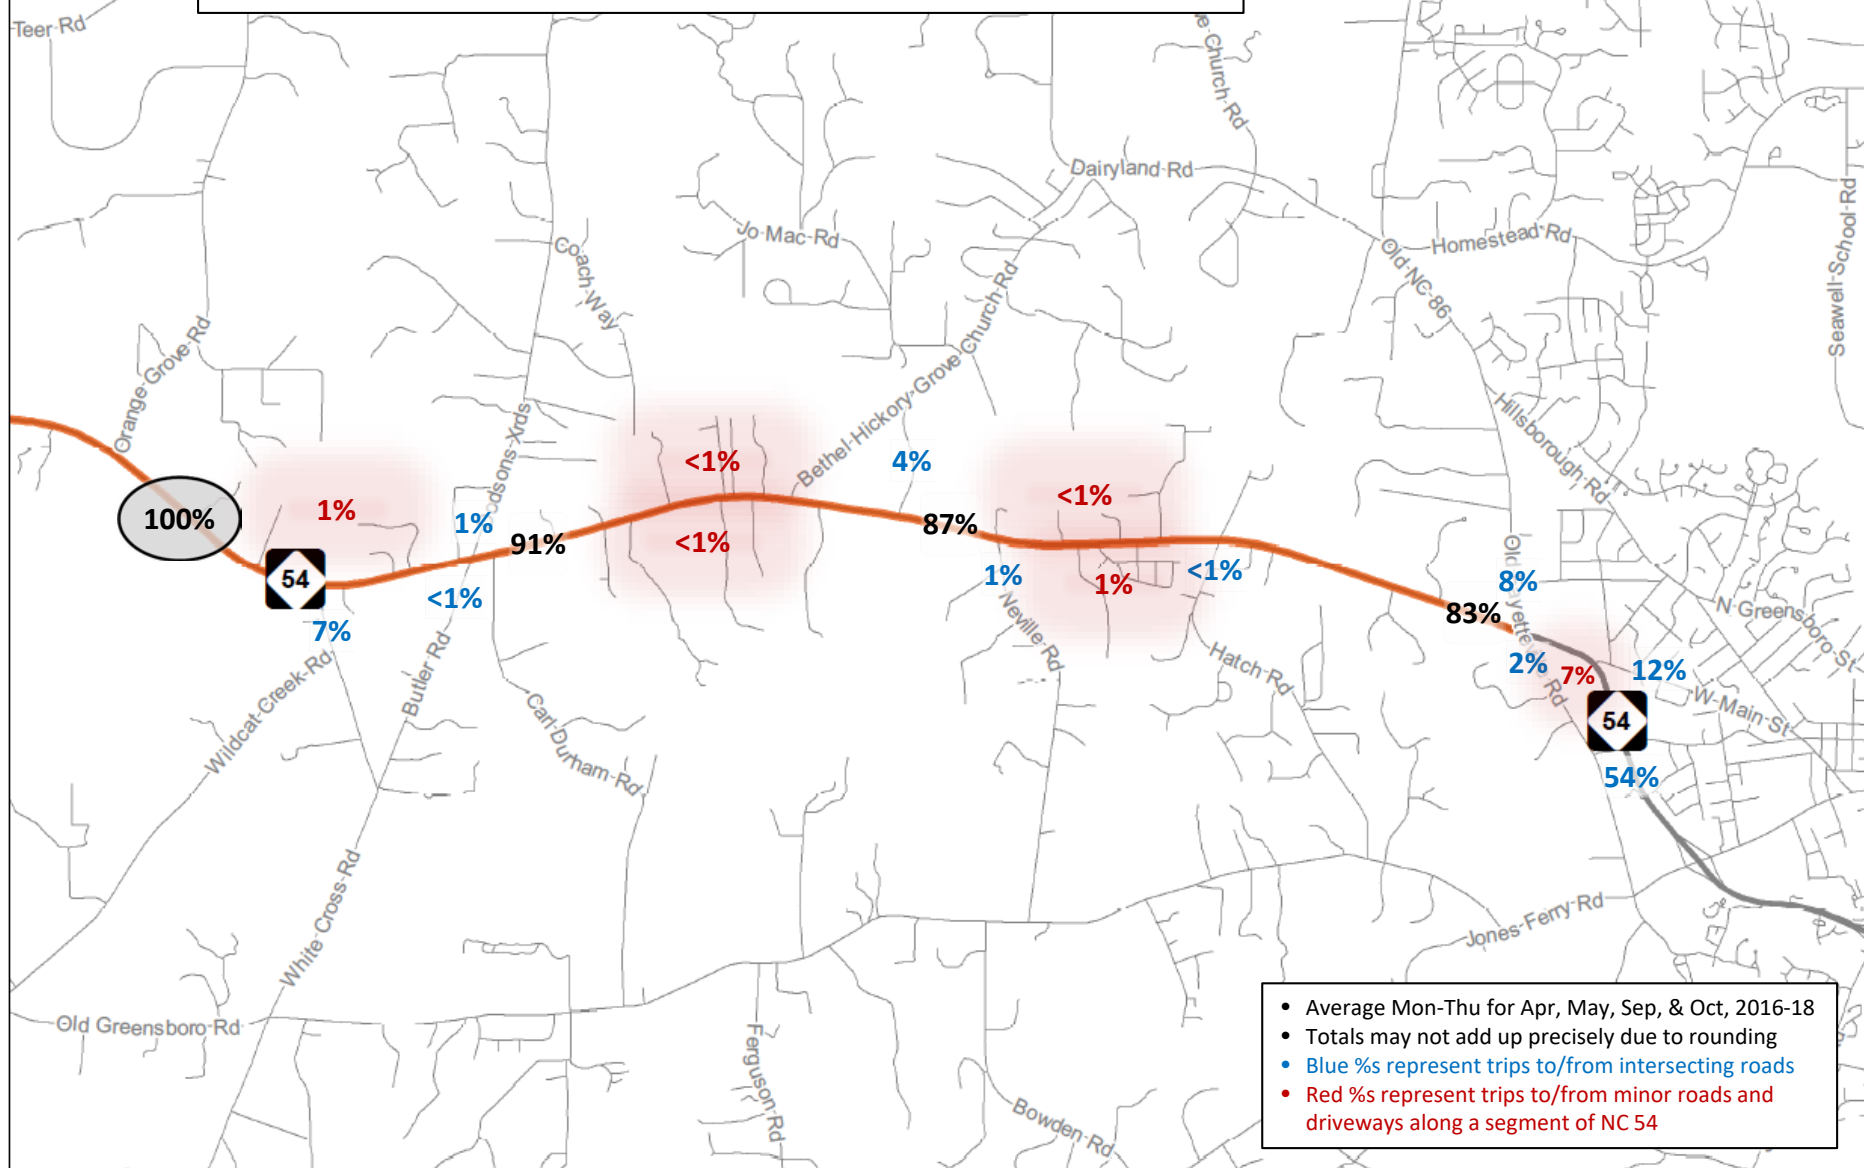 Teer Rd
ve Church Rd
Dairyland Rd
Jo Mac Rd
Coach Way
Homestead Rd
Old NC 86
Seawell School Rd
Orange Grove Rd
Bethel Hickory Grove Church Rd
Hillsborough Rd
odsons Xrds
<1%
4%
<1%
100%
1%
1%
91%
<1%
87%
54
<1%
1%
1%
<1%
Old
8%
83%
N Greensboro St
7%
Neville Rd
2%
7%
12%
Wildcat Creek Rd
Butler Rd
Hatch Rd
W Main St
54
Carl Durham Rd
54%
White Cross Rd
Jones Ferry Rd
Old Greensboro Rd
Ferguson Rd
Bowden Rd
• Average Mon-Thu for Apr, May, Sep, & Oct, 2016-18
• Totals may not add up precisely due to rounding
• Blue %s represent trips to/from intersecting roads
• Red %s represent trips to/from minor roads and
driveways along a segment of NC 54